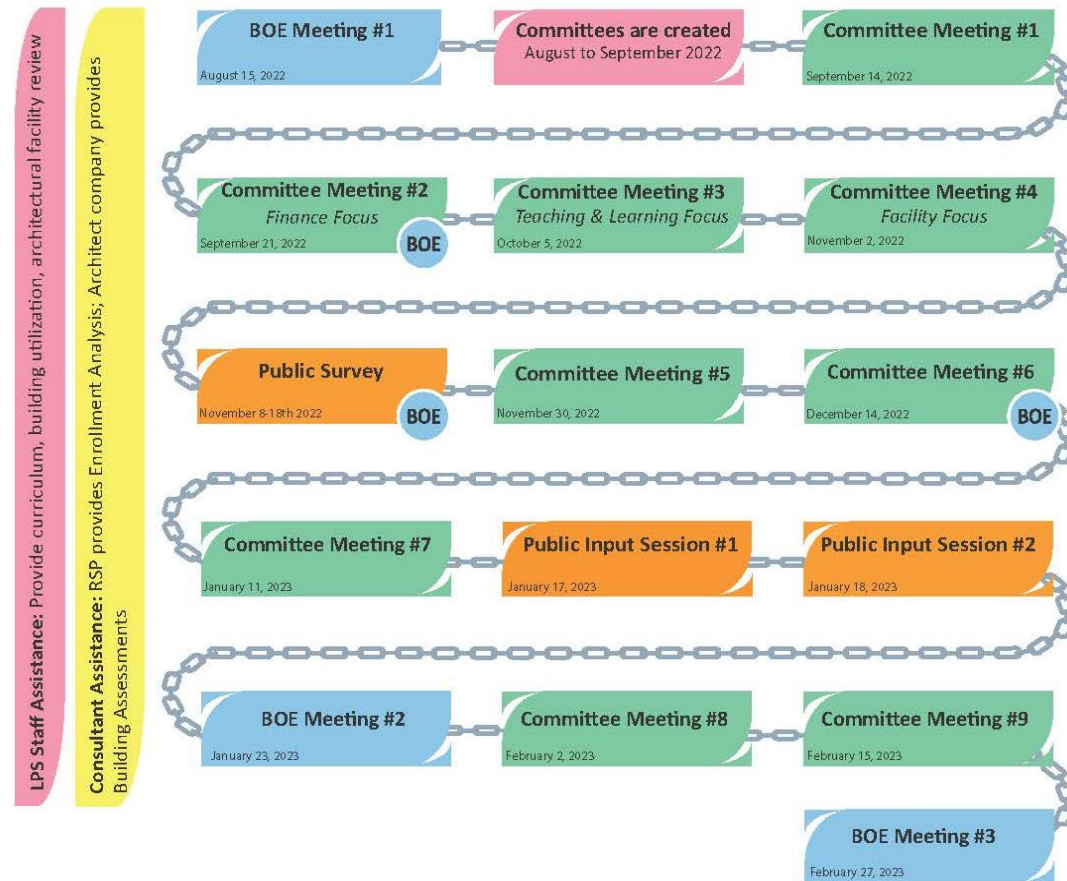 LPS Staff Assistance: Provide curriculum, building utilization, architectural facility review
Consultant Assistance: RSP provides Enrollment Analysis; Architect company provides
Building Assessments
BOE Meeting #1
August 15, 2022
Committees are created
August to September 2022
Committee Meeting #1
September 14, 2022
Committee Meeting #2
Finance Focus
September 21, 2022
BOE
Committee Meeting #3
Teaching & Learning Focus
October 5, 2022
Committee Meeting #4
Facility Focus
November 2, 2022
Public Survey
November 8-18th 2022
BOE
Committee Meeting #5
November 30, 2022
Committee Meeting #6
December 14, 2022
BOE
Committee Meeting #7
January 11, 2023
Public Input Session #1
January 17, 2023
Public Input Session #2
January 18, 2023
BOE Meeting #2
January 23, 2023
Committee Meeting #8
February 2, 2023
Committee Meeting #9
February 15, 2023
BOE Meeting #3
February 27, 2023